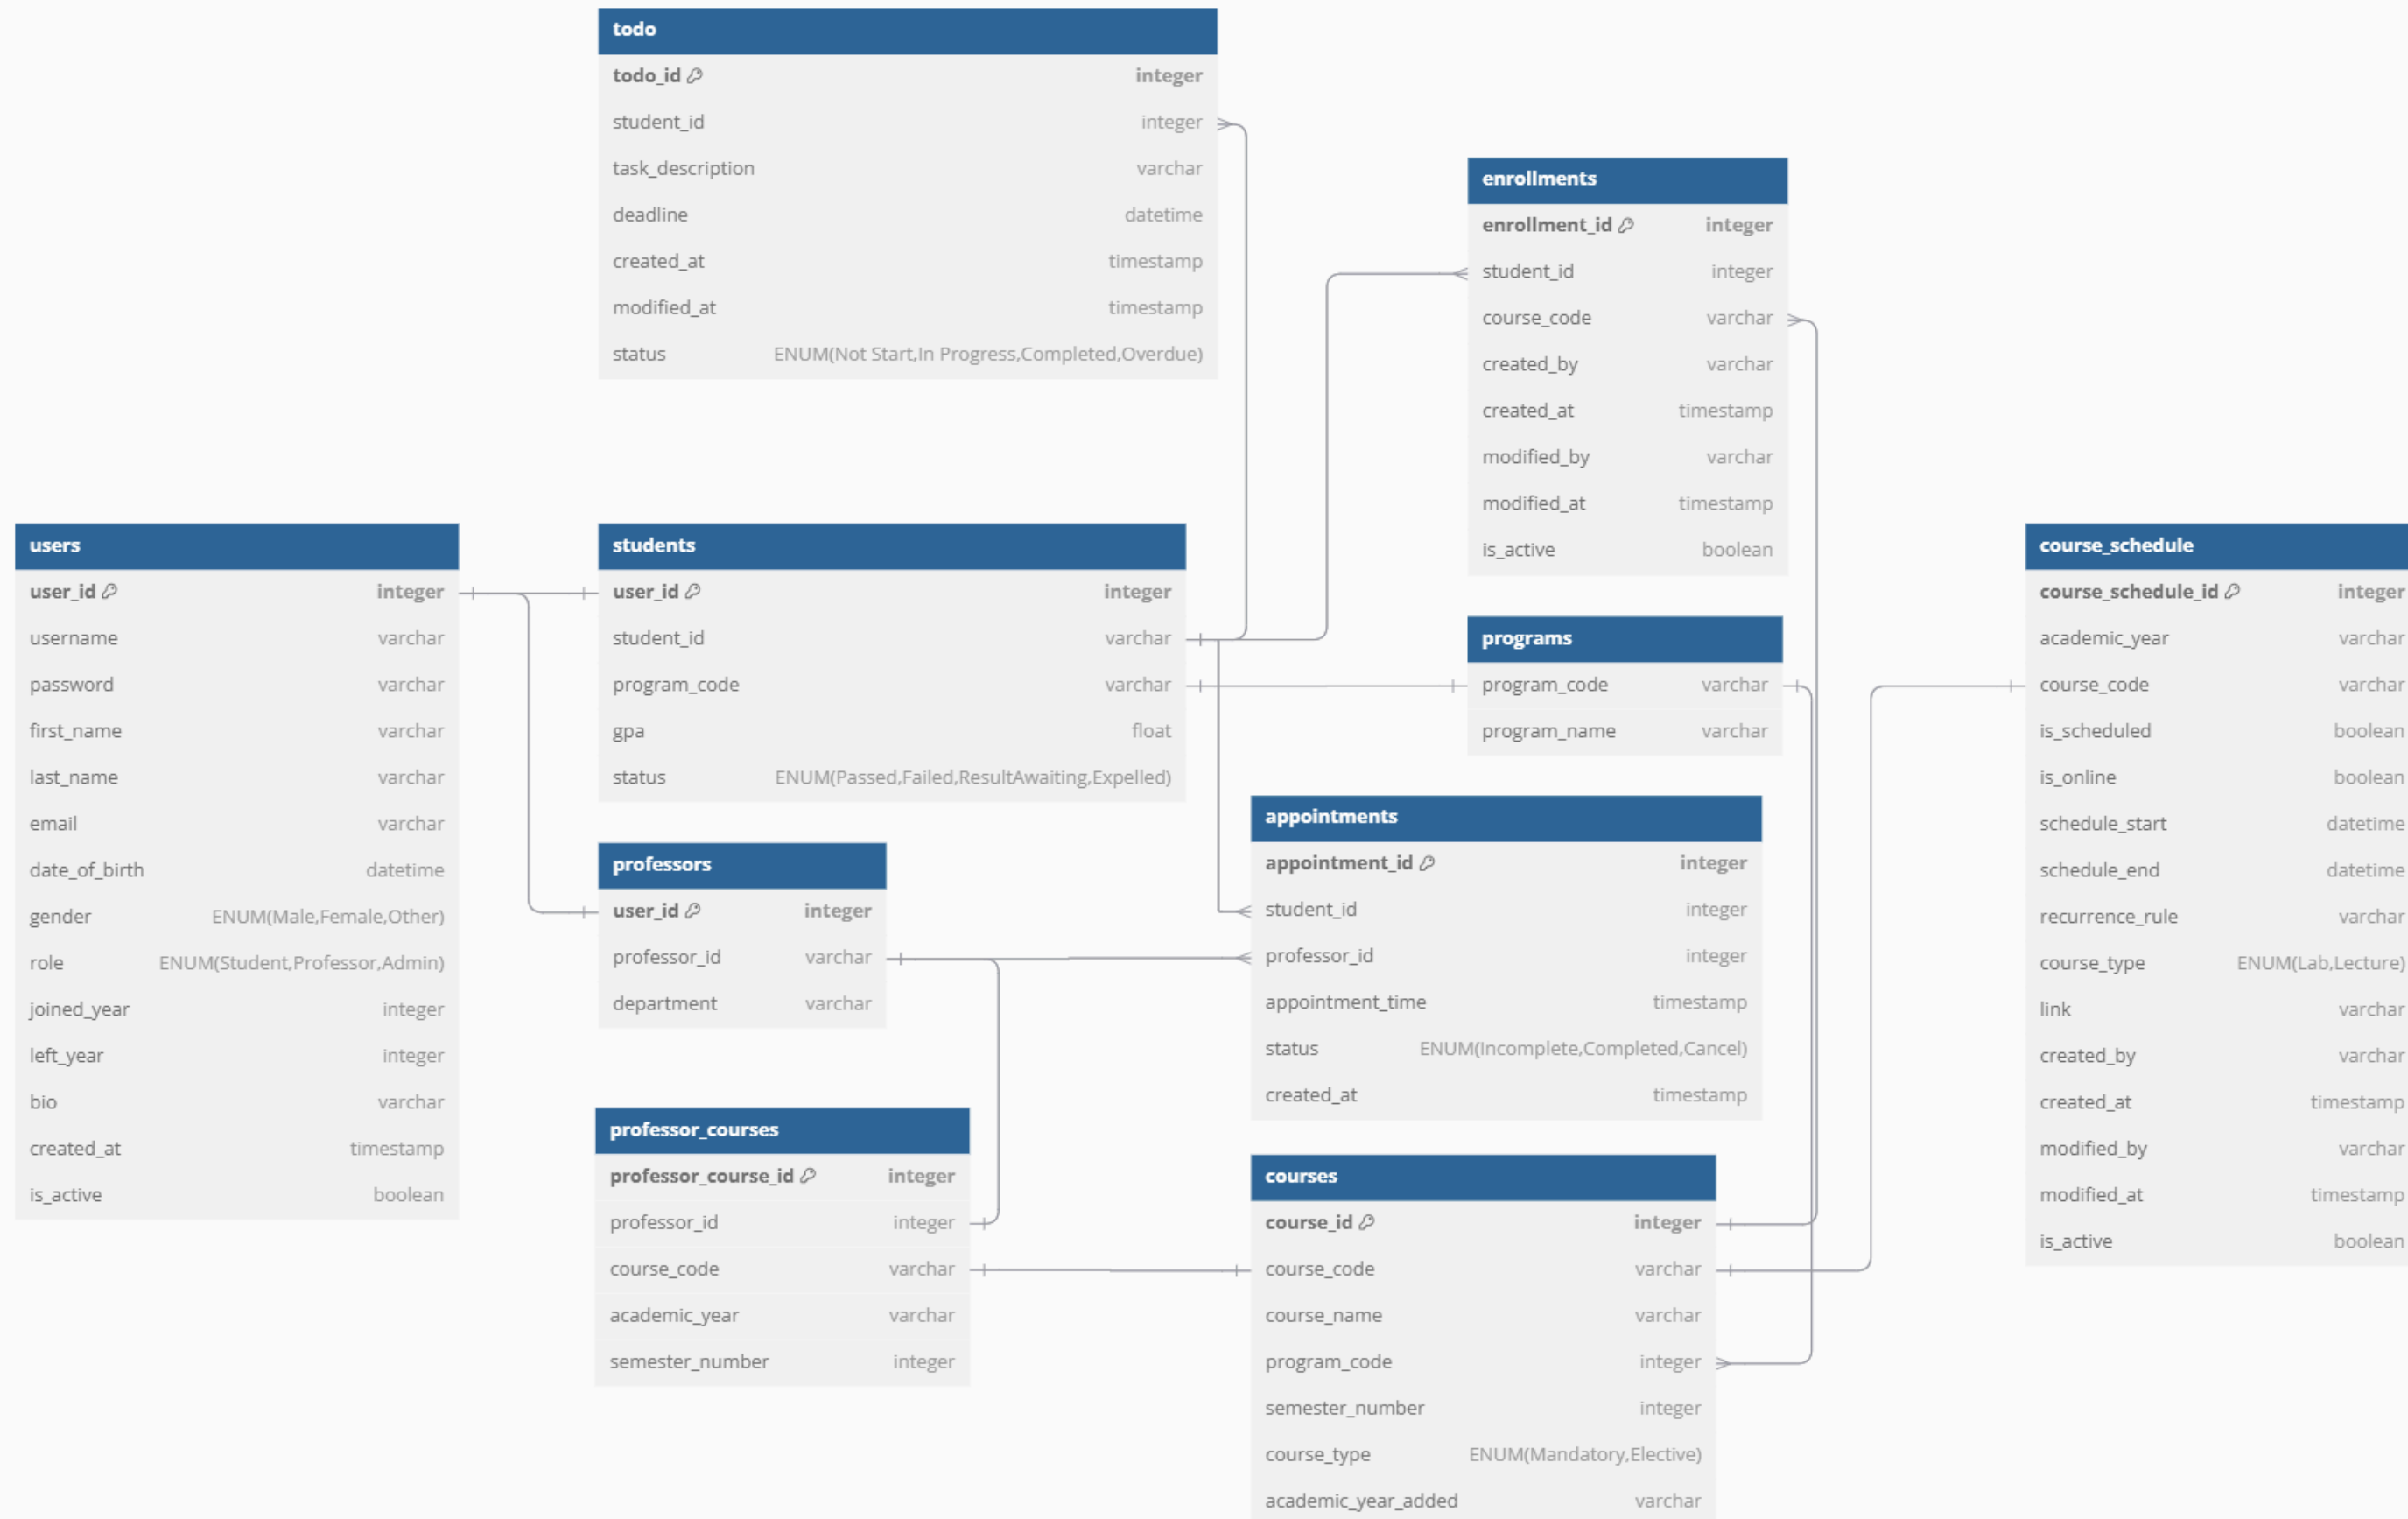 todo
todo_id integer
student_id integer
task_description varchar
deadline datetime
created_at timestamp
modified_at timestamp
status ENUM(Not Start,In Progress,Completed,Overdue)
enrollments
enrollment_id integer
student_id integer
course_code varchar
created_by varchar
created_at timestamp
modified_by varchar
modified_at timestamp
is_active boolean
users
user_id integer
username varchar
password varchar
first_name varchar
last_name varchar
email varchar
date_of_birth datetime
gender ENUM(Male,Female,Other)
role ENUM(Student,Professor,Admin)
joined_year integer
left_year integer
bio varchar
created_at timestamp
is_active boolean
students
user_id integer
student_id varchar
program_code varchar
gpa float
status ENUM(Passed,Failed,ResultAwaiting,Expelled)
programs
program_code varchar
program_name varchar
course_schedule
course_schedule_id integer
academic_year varchar
course_code varchar
is_scheduled boolean
is_online boolean
schedule_start datetime
schedule_end datetime
recurrence_rule varchar
course_type ENUM(Lab,Lecture)
link varchar
created_by varchar
created_at timestamp
modified_by varchar
modified_at timestamp
is_active boolean
professors
user_id integer
professor_id varchar
department varchar
appointments
appointment_id integer
student_id integer
professor_id integer
appointment_time timestamp
status ENUM(Incomplete,Completed,Cancel)
created_at timestamp
professor_courses
professor_course_id integer
professor_id integer
course_code varchar
academic_year varchar
semester_number integer
courses
course_id integer
course_code varchar
course_name varchar
program_code integer
semester_number integer
course_type ENUM(Mandatory,Elective)
academic_year_added varchar